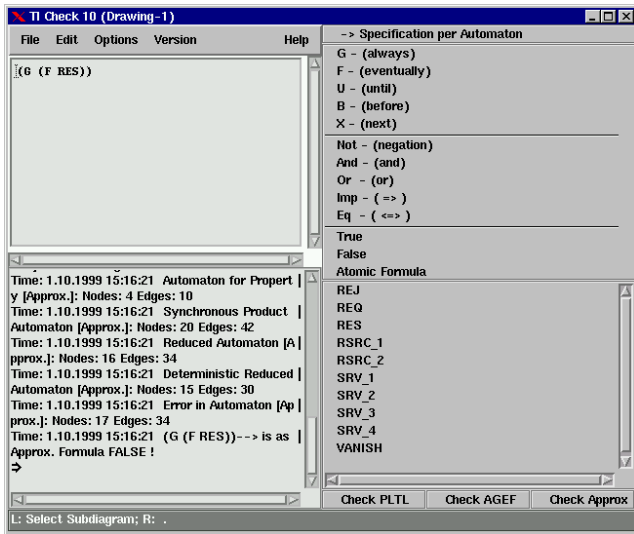 TI Check 10 (Drawing-1)
File Edit Options Version Help
(G (F RES))
Time: 1.10.1999 15:16:21 Automaton for Propert |
y [Approx.]: Nodes: 4 Edges: 10
Time: 1.10.1999 15:16:21 Synchronous Product |
Automaton [Approx.]: Nodes: 20 Edges: 42
Time: 1.10.1999 15:16:21 Reduced Automaton [A |
pprox.]: Nodes: 16 Edges: 34
Time: 1.10.1999 15:16:21 Deterministic Reduced |
Automaton [Approx.]: Nodes: 15 Edges: 30
Time: 1.10.1999 15:16:21 Error in Automaton [Ap |
prox.]: Nodes: 17 Edges: 34
Time: 1.10.1999 15:16:21 (G (F RES))--> is as |
Approx. Formula FALSE !
=>
-> Specification per Automaton
G - (always)
F - (eventually)
U - (until)
B - (before)
X - (next)
Not - (negation)
And - (and)
Or - (or)
Imp - ( => )
Eq - ( <=> )
True
False
Atomic Formula
REJ
REQ
RES
RSRC_1
RSRC_2
SRV_1
SRV_2
SRV_3
SRV_4
VANISH
Check PLTL Check AGEF Check Approx
L: Select Subdiagram; R: .